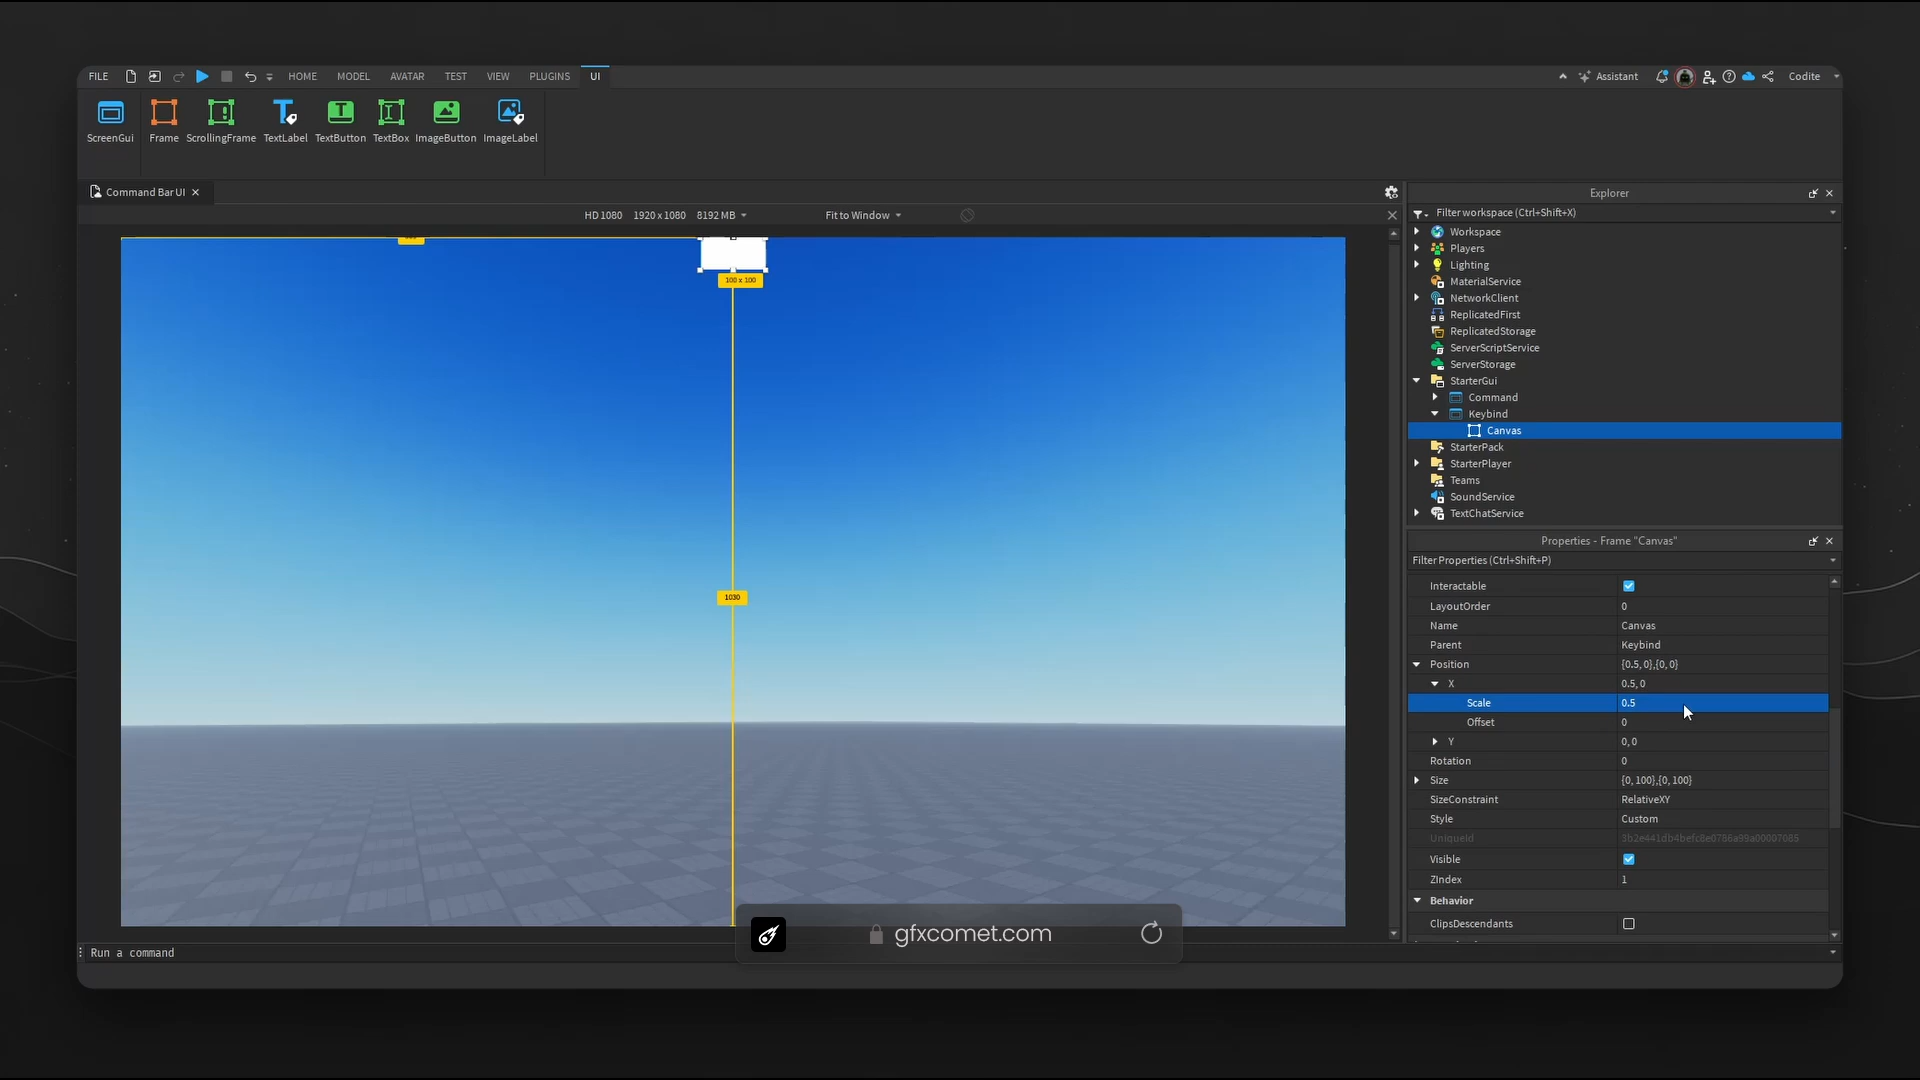 FILE HOME MODEL AVATAR TEST VIEW PLUGINS UI Assistant Codite
ScreenGui Frame ScrollingFrame TextLabel TextButton TextBox ImageButton ImageLabel
Command Bar UI
HD 1080 1920 x 1080 8192 MB Fit to Window
100 x 100
1030
gfxcomet.com
Run a command
Explorer
Filter workspace (Ctrl+Shift+X)
Workspace
Players
Lighting
MaterialService
NetworkClient
ReplicatedFirst
ReplicatedStorage
ServerScriptService
ServerStorage
StarterGui
Command
Keybind
Canvas
StarterPack
StarterPlayer
Teams
SoundService
TextChatService
Properties - Frame "Canvas"
Filter Properties (Ctrl+Shift+P)
Interactable
LayoutOrder 0
Name Canvas
Parent Keybind
Position {0.5, 0},{0, 0}
X 0.5, 0
Scale 0.5
Offset 0
Y 0, 0
Rotation 0
Size {0, 100},{0, 100}
SizeConstraint RelativeXY
Style Custom
UniqueId
Visible
ZIndex 1
Behavior
ClipsDescendants